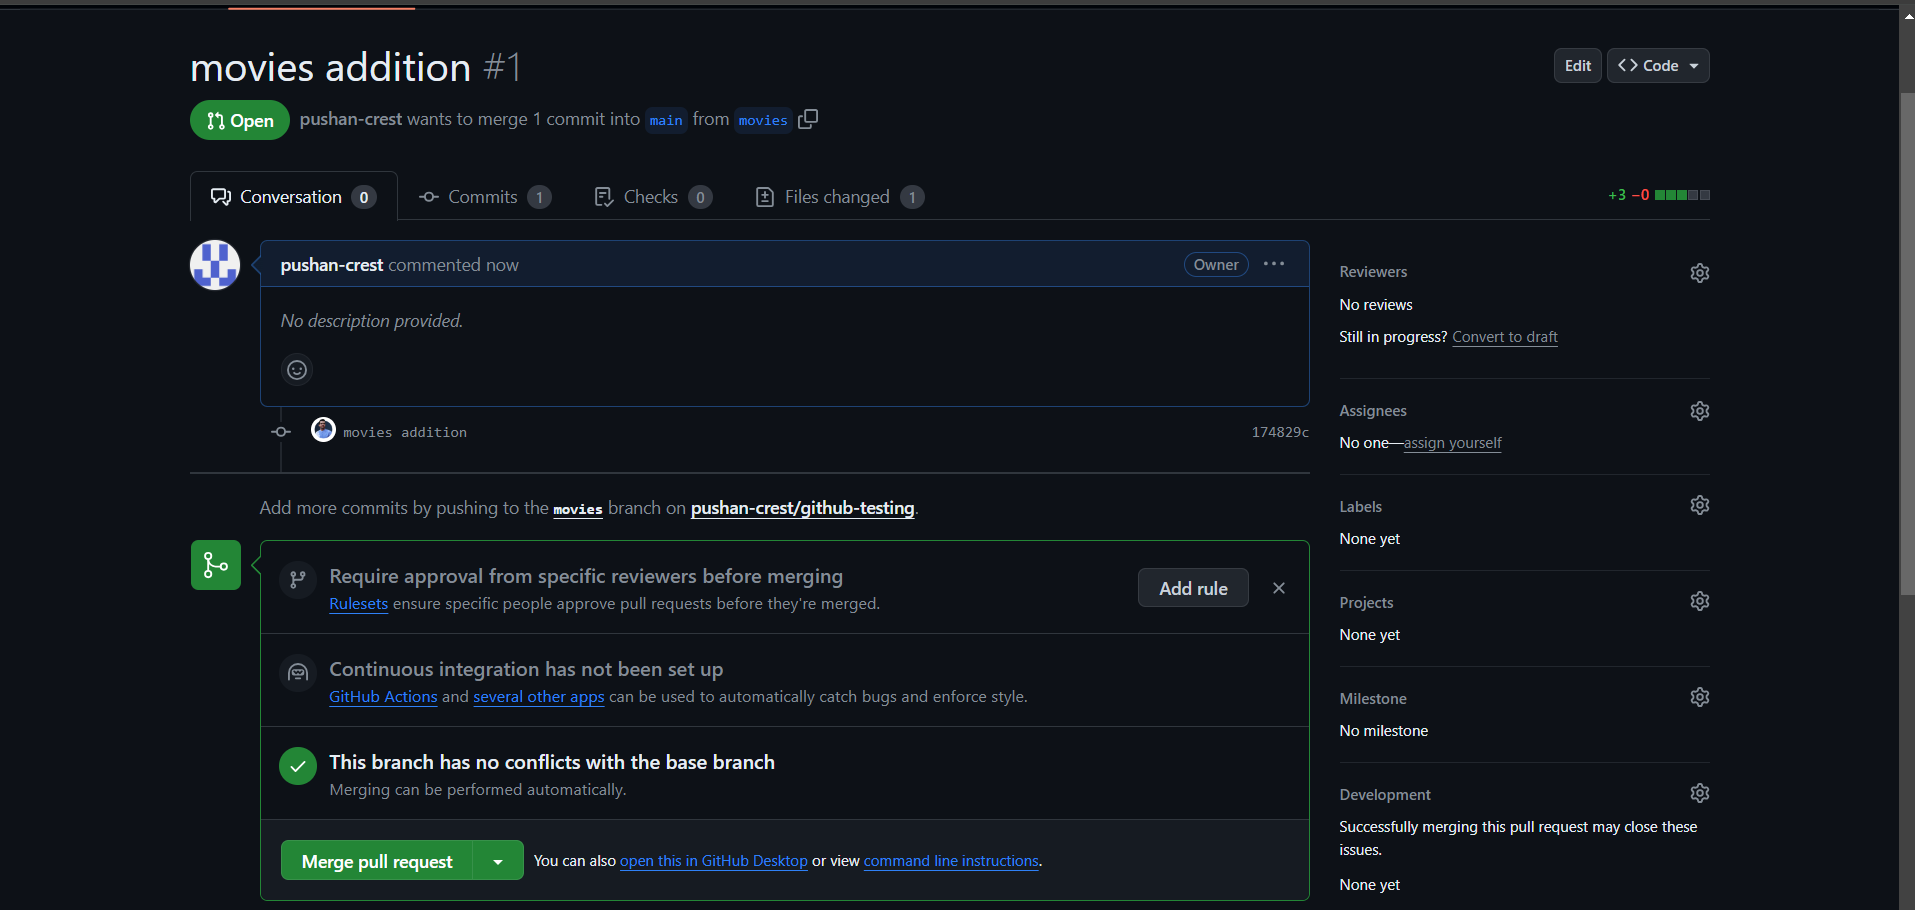 movies addition #1
Edit
Code
Open
pushan-crest wants to merge 1 commit into main from movies
Conversation 0
Commits 1
Checks 0
Files changed 1
+3 −0
pushan-crest commented now
Owner
No description provided.
movies addition
174829c
Add more commits by pushing to the movies branch on pushan-crest/github-testing.
Require approval from specific reviewers before merging
Rulesets ensure specific people approve pull requests before they're merged.
Add rule
Continuous integration has not been set up
GitHub Actions and several other apps can be used to automatically catch bugs and enforce style.
This branch has no conflicts with the base branch
Merging can be performed automatically.
Merge pull request
You can also open this in GitHub Desktop or view command line instructions.
Reviewers
No reviews
Still in progress? Convert to draft
Assignees
No one—assign yourself
Labels
None yet
Projects
None yet
Milestone
No milestone
Development
Successfully merging this pull request may close these
issues.
None yet